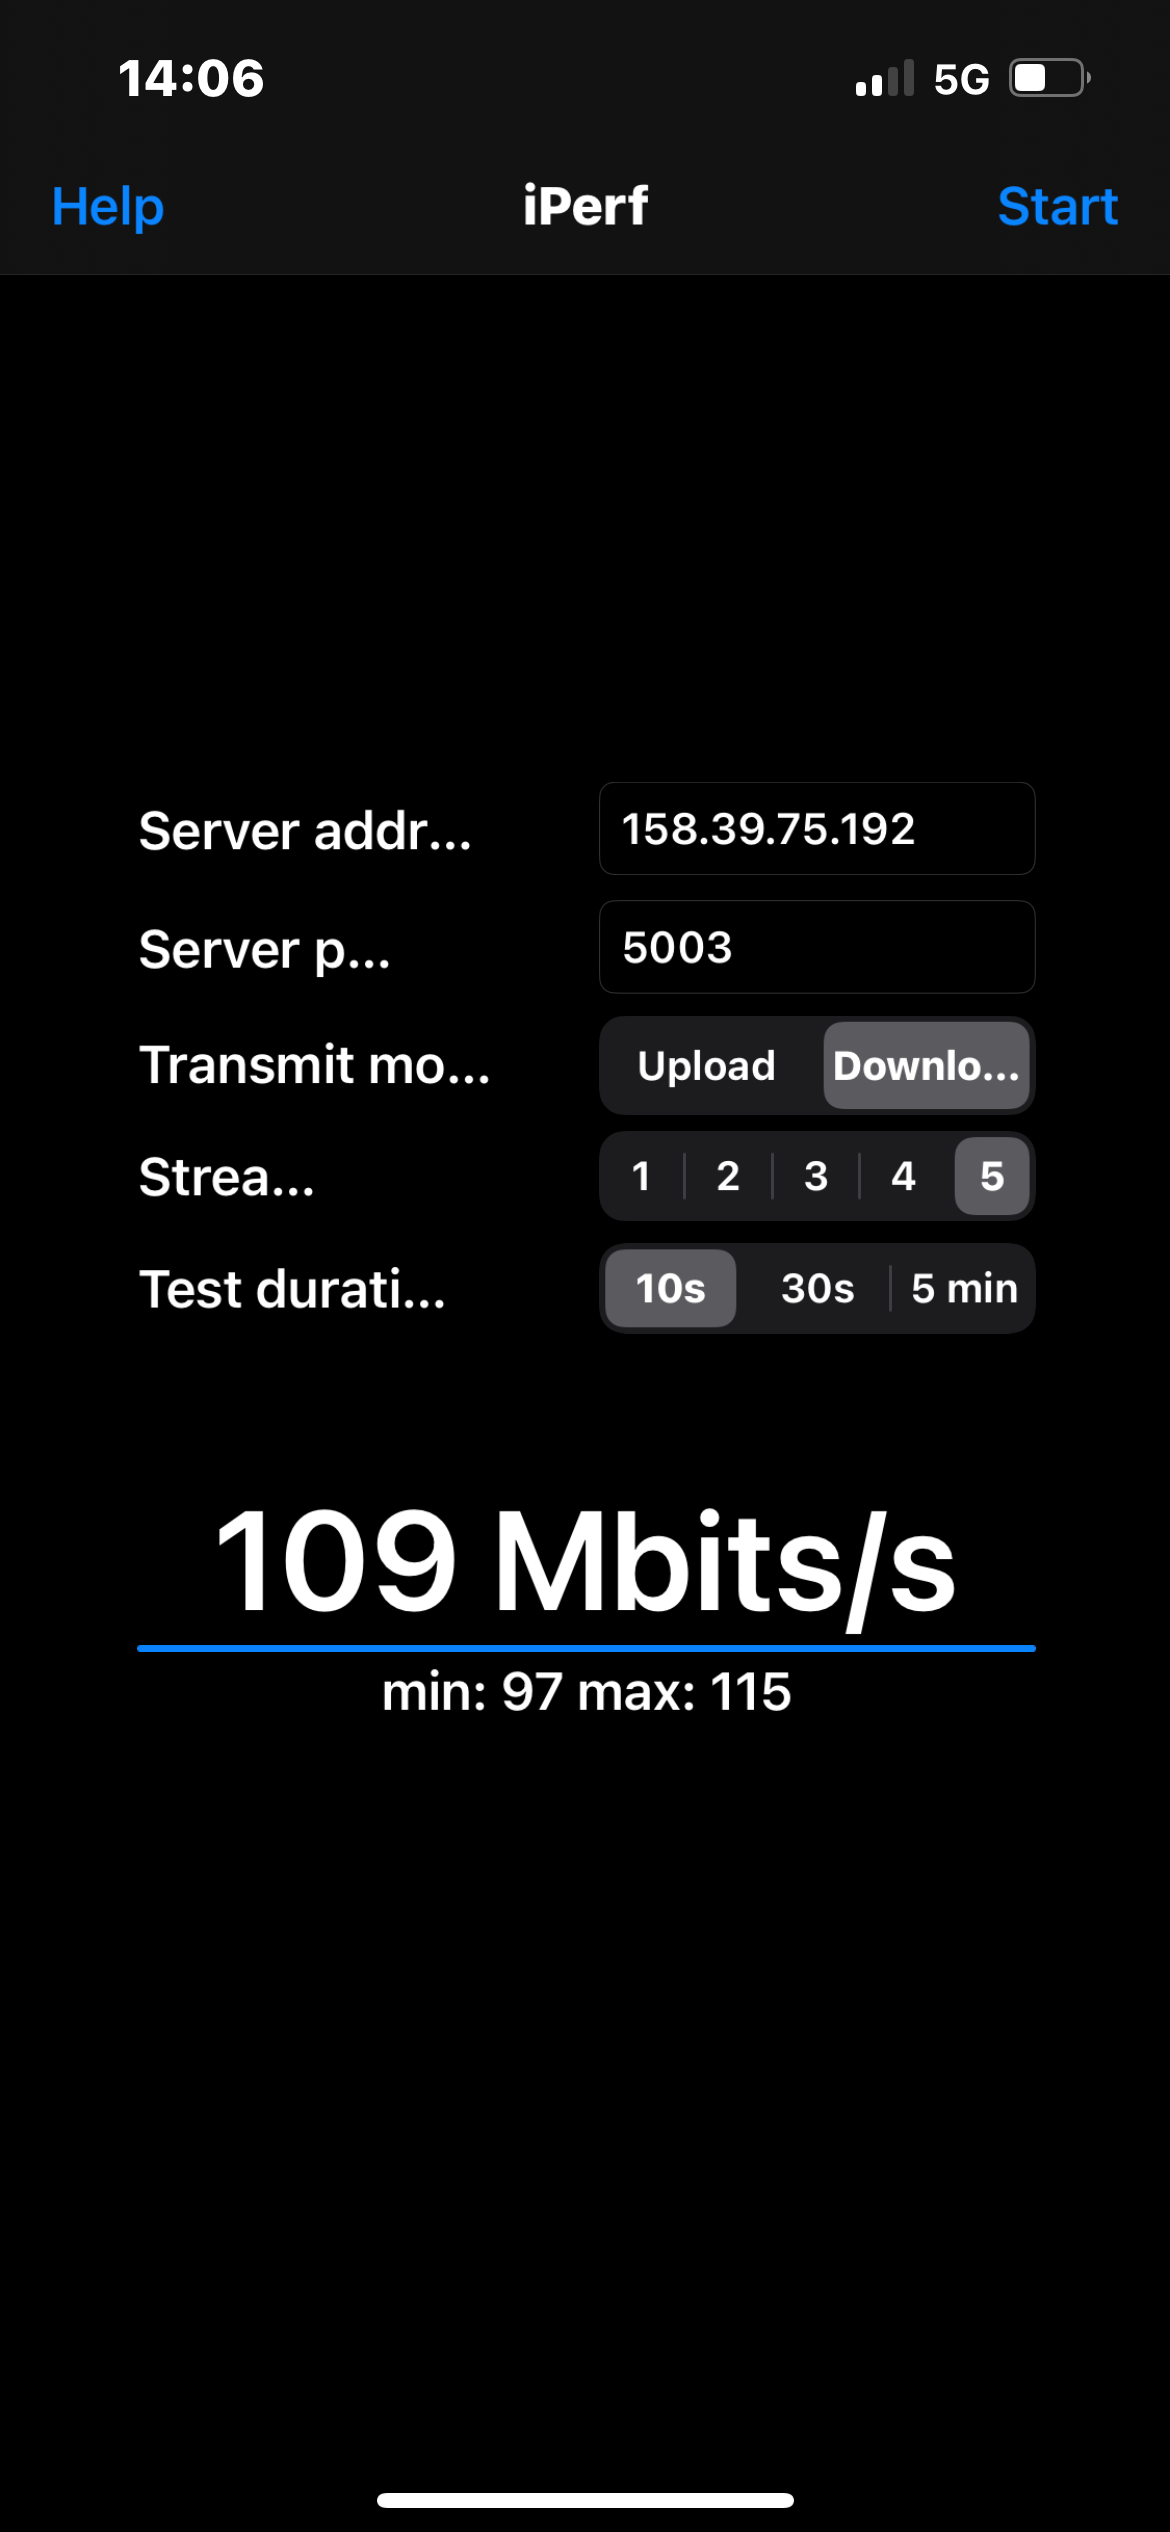 14:06 5G
Help iPerf Start
Server addr... 158.39.75.192
Server p... 5003
Transmit mo... Upload Downlo...
Strea... 1 2 3 4 5
Test durati... 10s 30s 5 min
109 Mbits/s
min: 97 max: 115